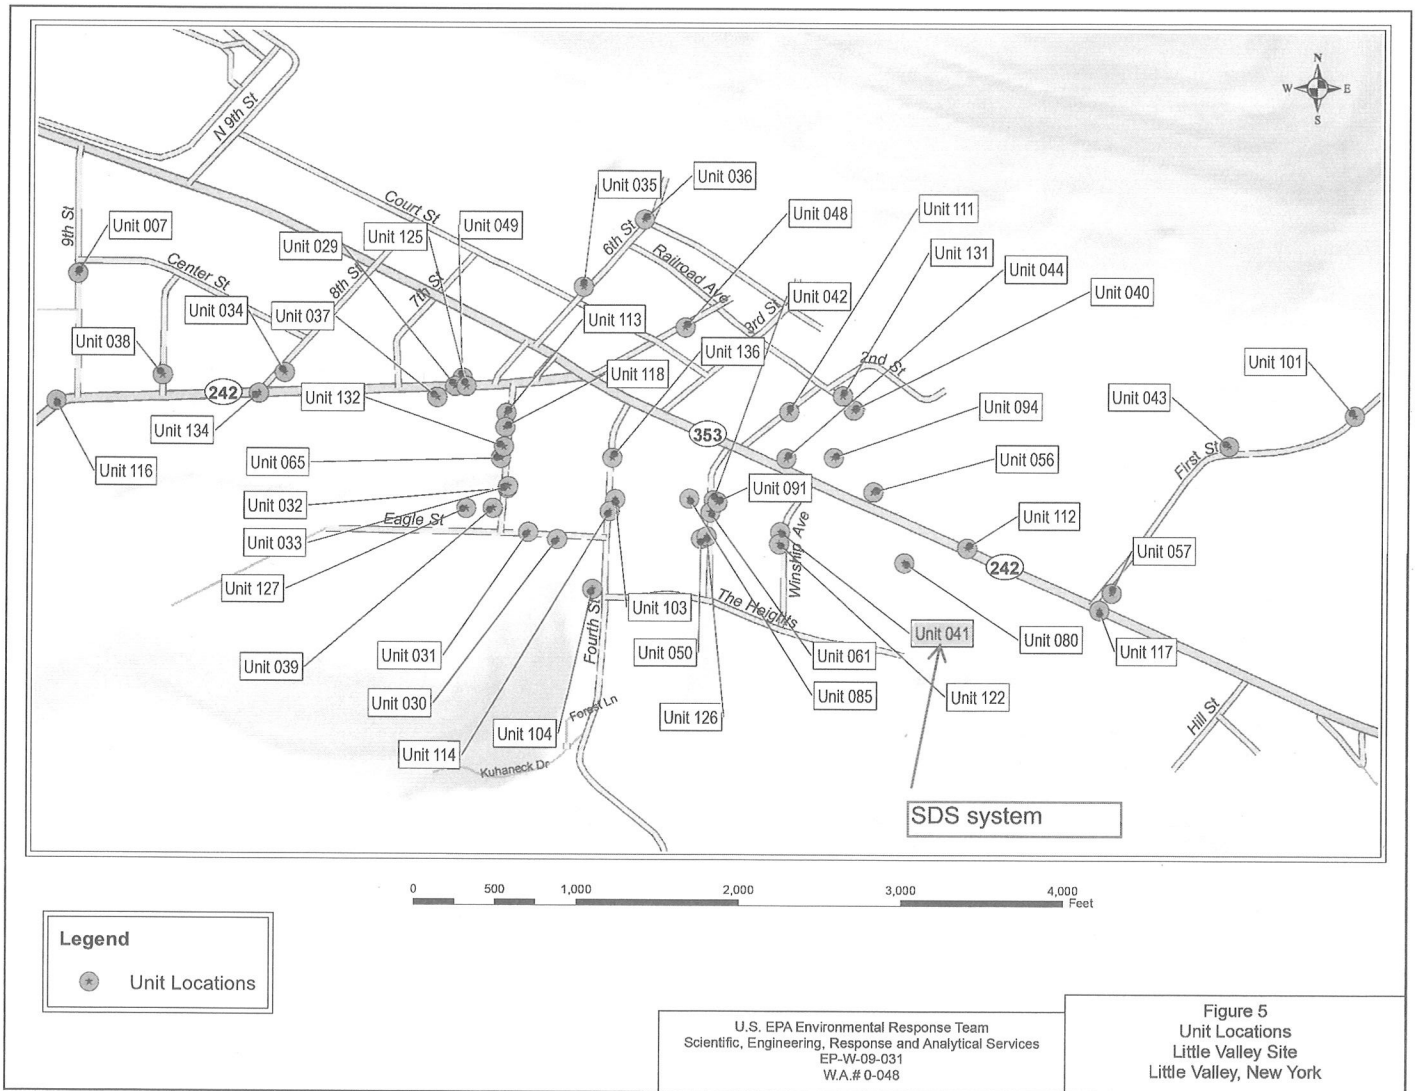 N
W E
S
N 9th St
9th St
Court St
Unit 035
Unit 036
Unit 007
Unit 029
Unit 125
Unit 049
6th St
Unit 048
Unit 111
Center St
8th St
7th St
Railroad Ave
Unit 131
Unit 044
Unit 034
Unit 037
Unit 113
3rd St
Unit 042
Unit 040
Unit 038
Unit 136
2nd St
Unit 101
242
Unit 132
Unit 118
Unit 134
353
Unit 094
Unit 043
Unit 116
Unit 065
Unit 056
First St
Unit 032
Unit 091
Eagle St
Unit 112
Unit 033
Winship Ave
Unit 057
242
Unit 127
Unit 103
The Heights
Fourth St
Unit 041
Unit 080
Unit 117
Unit 039
Unit 031
Unit 050
Unit 061
Unit 030
Unit 085
Unit 122
Forest Ln
Unit 126
Hill St
Unit 104
Unit 114
Kuhaneck Dr
SDS system
0 500 1,000 2,000 3,000 4,000
Feet
Legend
Unit Locations
U.S. EPA Environmental Response Team
Scientific, Engineering, Response and Analytical Services
EP-W-09-031
W.A.# 0-048
Figure 5
Unit Locations
Little Valley Site
Little Valley, New York